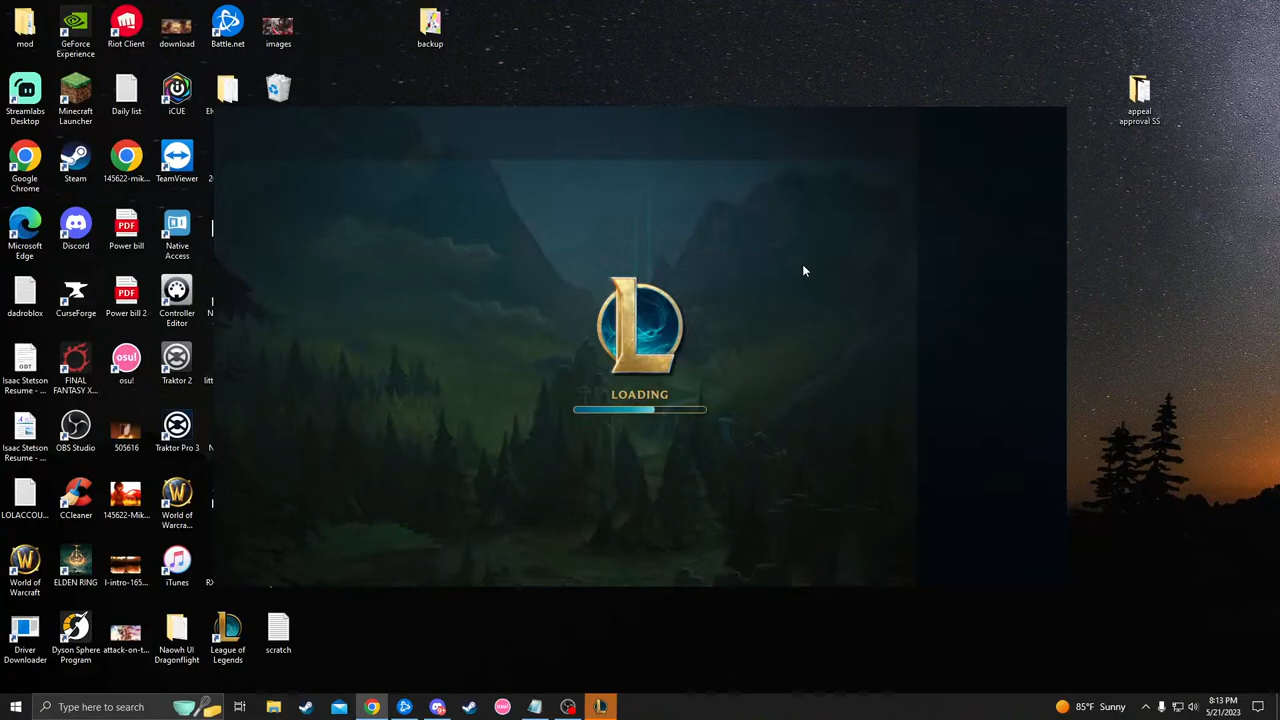 mod
GeForce Experience
Riot Client
download
Battle.net
images
backup
Streamlabs Desktop
Minecraft Launcher
Daily list
iCUE
appeal approval SS
Google Chrome
Steam
145622-mik...
TeamViewer
Microsoft Edge
Discord
PDF
Power bill
Native Access
dadroblox
CurseForge
PDF
Power bill 2
Controller Editor
ODT
Isaac Stetson Resume - ...
FINAL FANTASY X...
osu!
osu!
Traktor 2
LOADING
Isaac Stetson Resume - ...
OBS Studio
505616
Traktor Pro 3
LOLACCOU...
CCleaner
145622-Mik...
World of Warcra...
World of Warcraft
ELDEN RING
l-intro-165...
iTunes
Driver Downloader
Dyson Sphere Program
attack-on-t...
Naowh UI Dragonflight
League of Legends
scratch
Type here to search
85°F Sunny
8:13 PM
5/21/2023